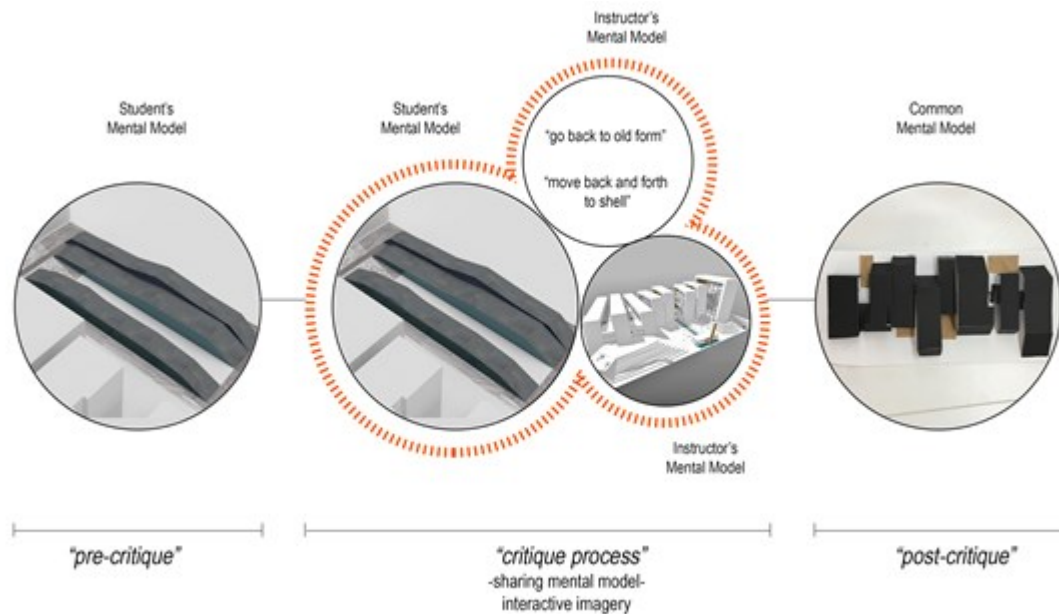 Instructor's
Mental Model
Student's
Mental Model
Student's
Mental Model
Common
Mental Model
“go back to old form”
“move back and forth
to shell”
Instructor's
Mental Model
“pre-critique”
“critique process”
-sharing mental model-
interactive imagery
“post-critique”